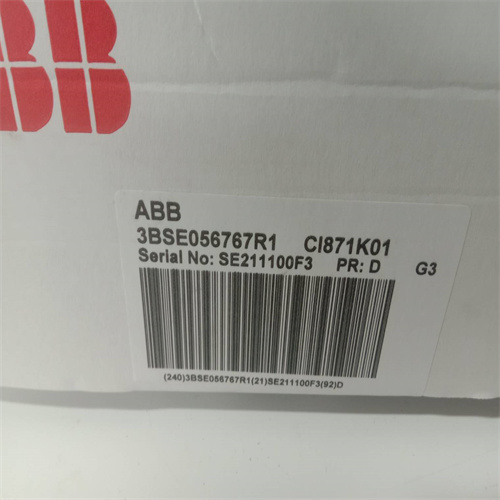 ABB
ABB
3BSE056767R1 CI871K01
Serial No: SE211100F3 PR: D G3
(240)3BSE056767R1(21)SE211100F3(92)D